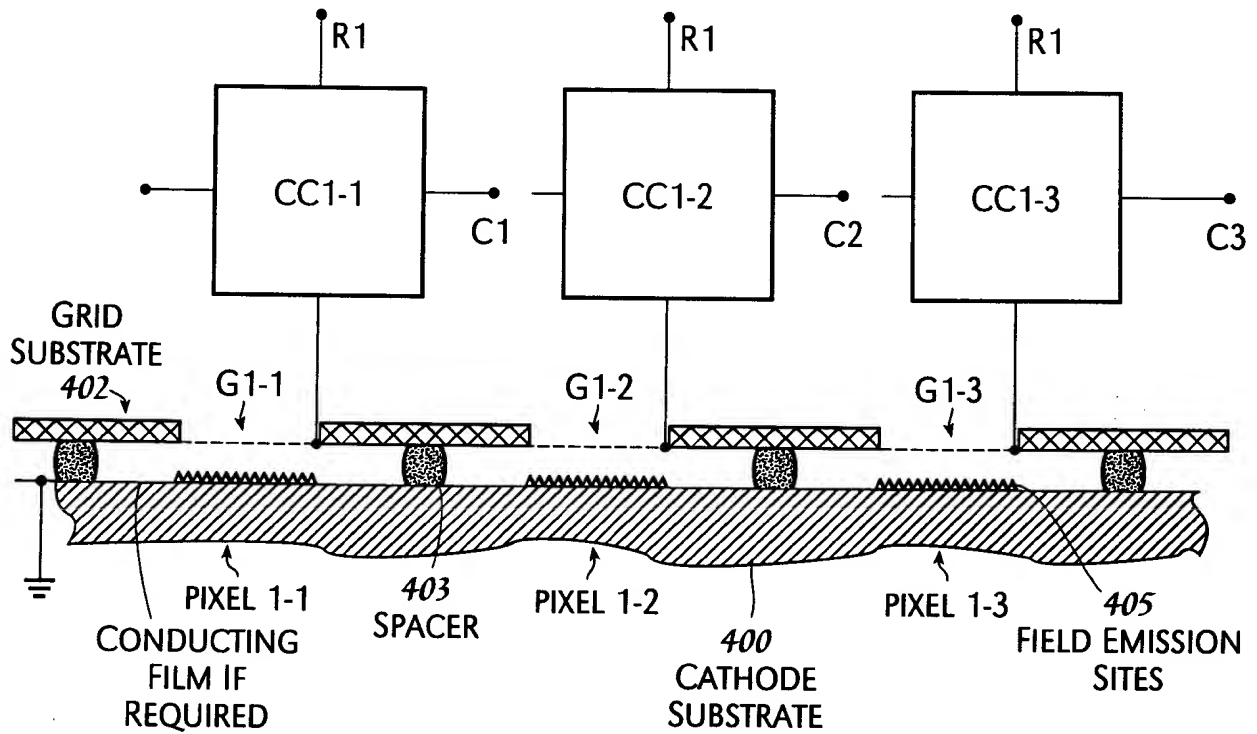 R1
R1
R1
CC1-1
CC1-2
CC1-3
C1
C2
C3
GRID
SUBSTRATE
402
G1-1
G1-2
G1-3
PIXEL 1-1
403
SPACER
PIXEL 1-2
400
CATHODE
SUBSTRATE
PIXEL 1-3
405
FIELD EMISSION
SITES
CONDUCTING
FILM IF
REQUIRED